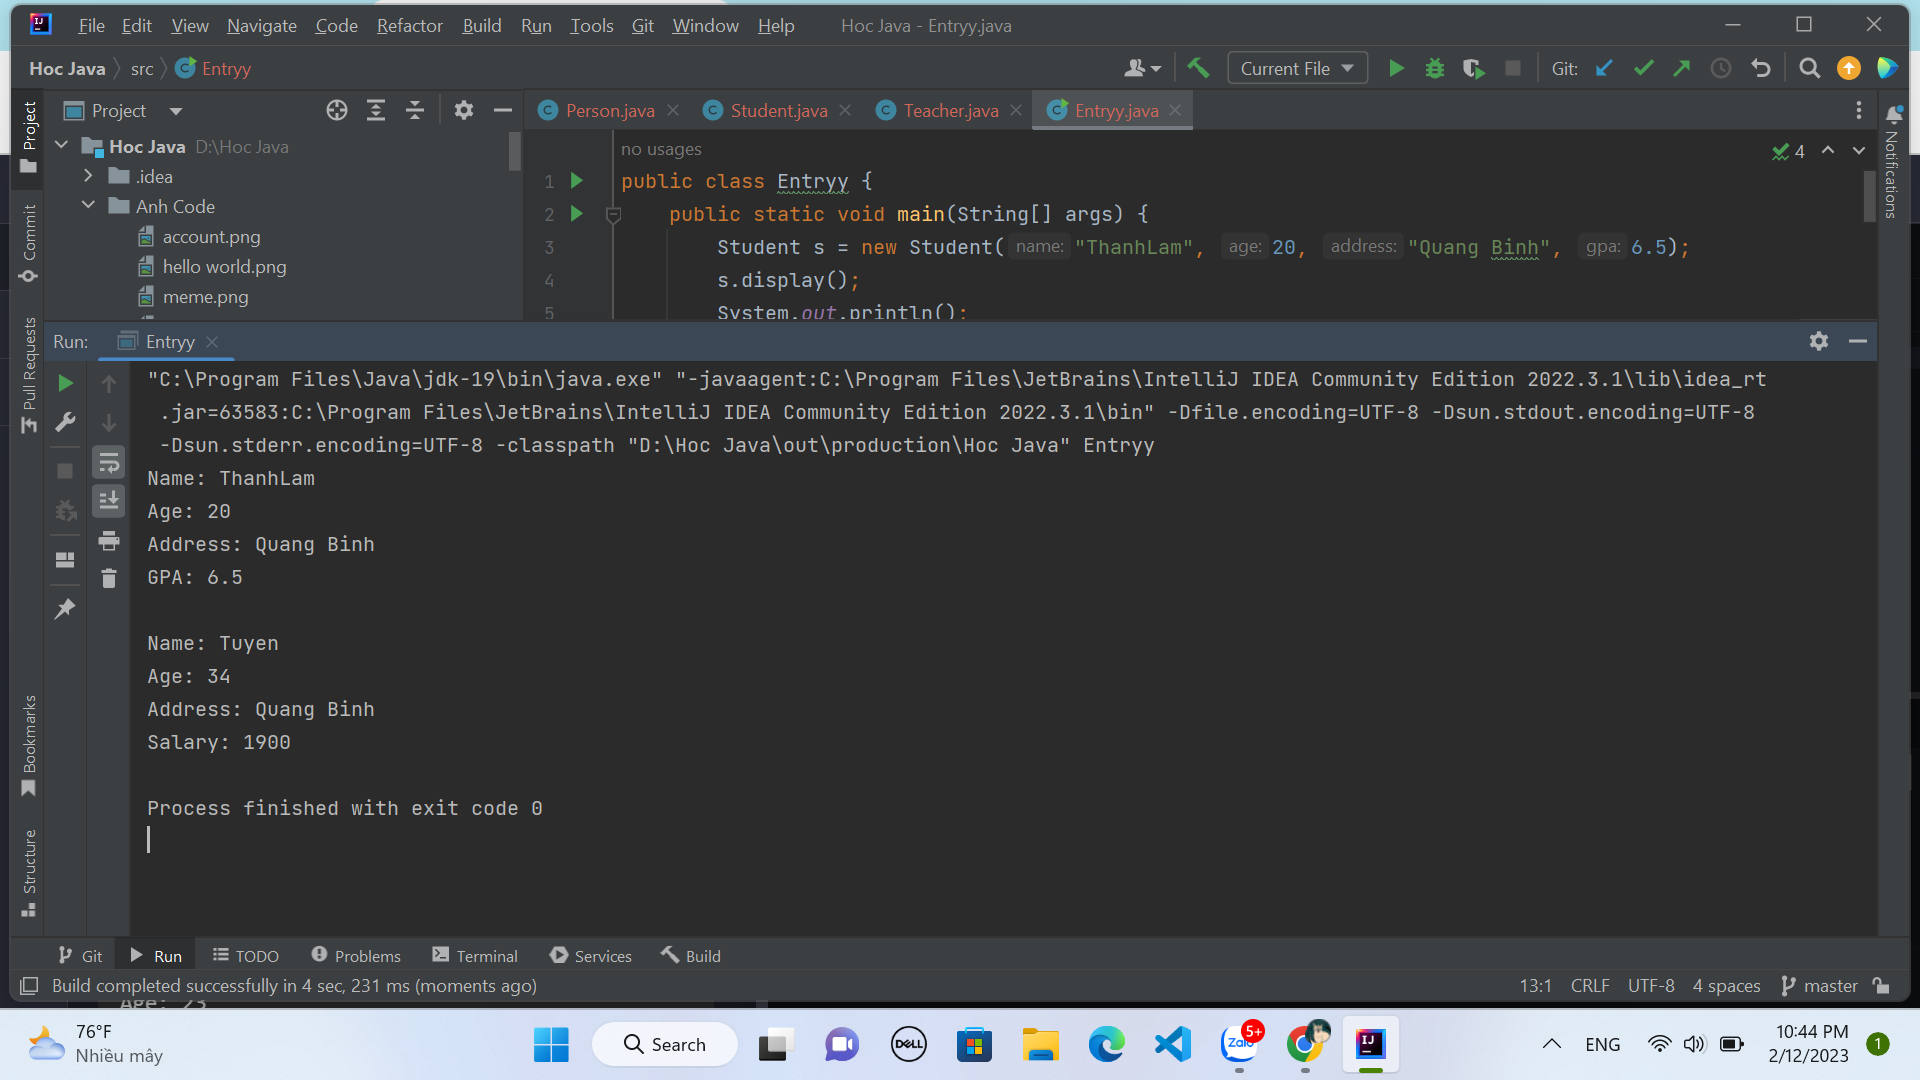 File Edit View Navigate Code Refactor Build Run Tools Git Window Help Hoc Java - Entryy.java
Hoc Java src Entryy Current File Git:
Project
Person.java Student.java Teacher.java Entryy.java
Project
Hoc Java D:\Hoc Java
.idea
Anh Code
account.png
hello world.png
meme.png
no usages
4
1 public class Entryy {
2 public static void main(String[] args) {
3 Student s = new Student( name: "ThanhLam", age: 20, address: "Quang Binh", gpa: 6.5);
4 s.display();
5 System.out.println();
Notifications
Commit
Pull Requests
Bookmarks
Structure
Run: Entryy
"C:\Program Files\Java\jdk-19\bin\java.exe" "-javaagent:C:\Program Files\JetBrains\IntelliJ IDEA Community Edition 2022.3.1\lib\idea_rt
.jar=63583:C:\Program Files\JetBrains\IntelliJ IDEA Community Edition 2022.3.1\bin" -Dfile.encoding=UTF-8 -Dsun.stdout.encoding=UTF-8
-Dsun.stderr.encoding=UTF-8 -classpath "D:\Hoc Java\out\production\Hoc Java" Entryy
Name: ThanhLam
Age: 20
Address: Quang Binh
GPA: 6.5
Name: Tuyen
Age: 34
Address: Quang Binh
Salary: 1900
Process finished with exit code 0
Git Run TODO Problems Terminal Services Build
Build completed successfully in 4 sec, 231 ms (moments ago) 13:1 CRLF UTF-8 4 spaces master
Age: 23
76°F
Nhiều mây
Search
DELL
Zalo
5+
IJ
ENG
10:44 PM
2/12/2023
1